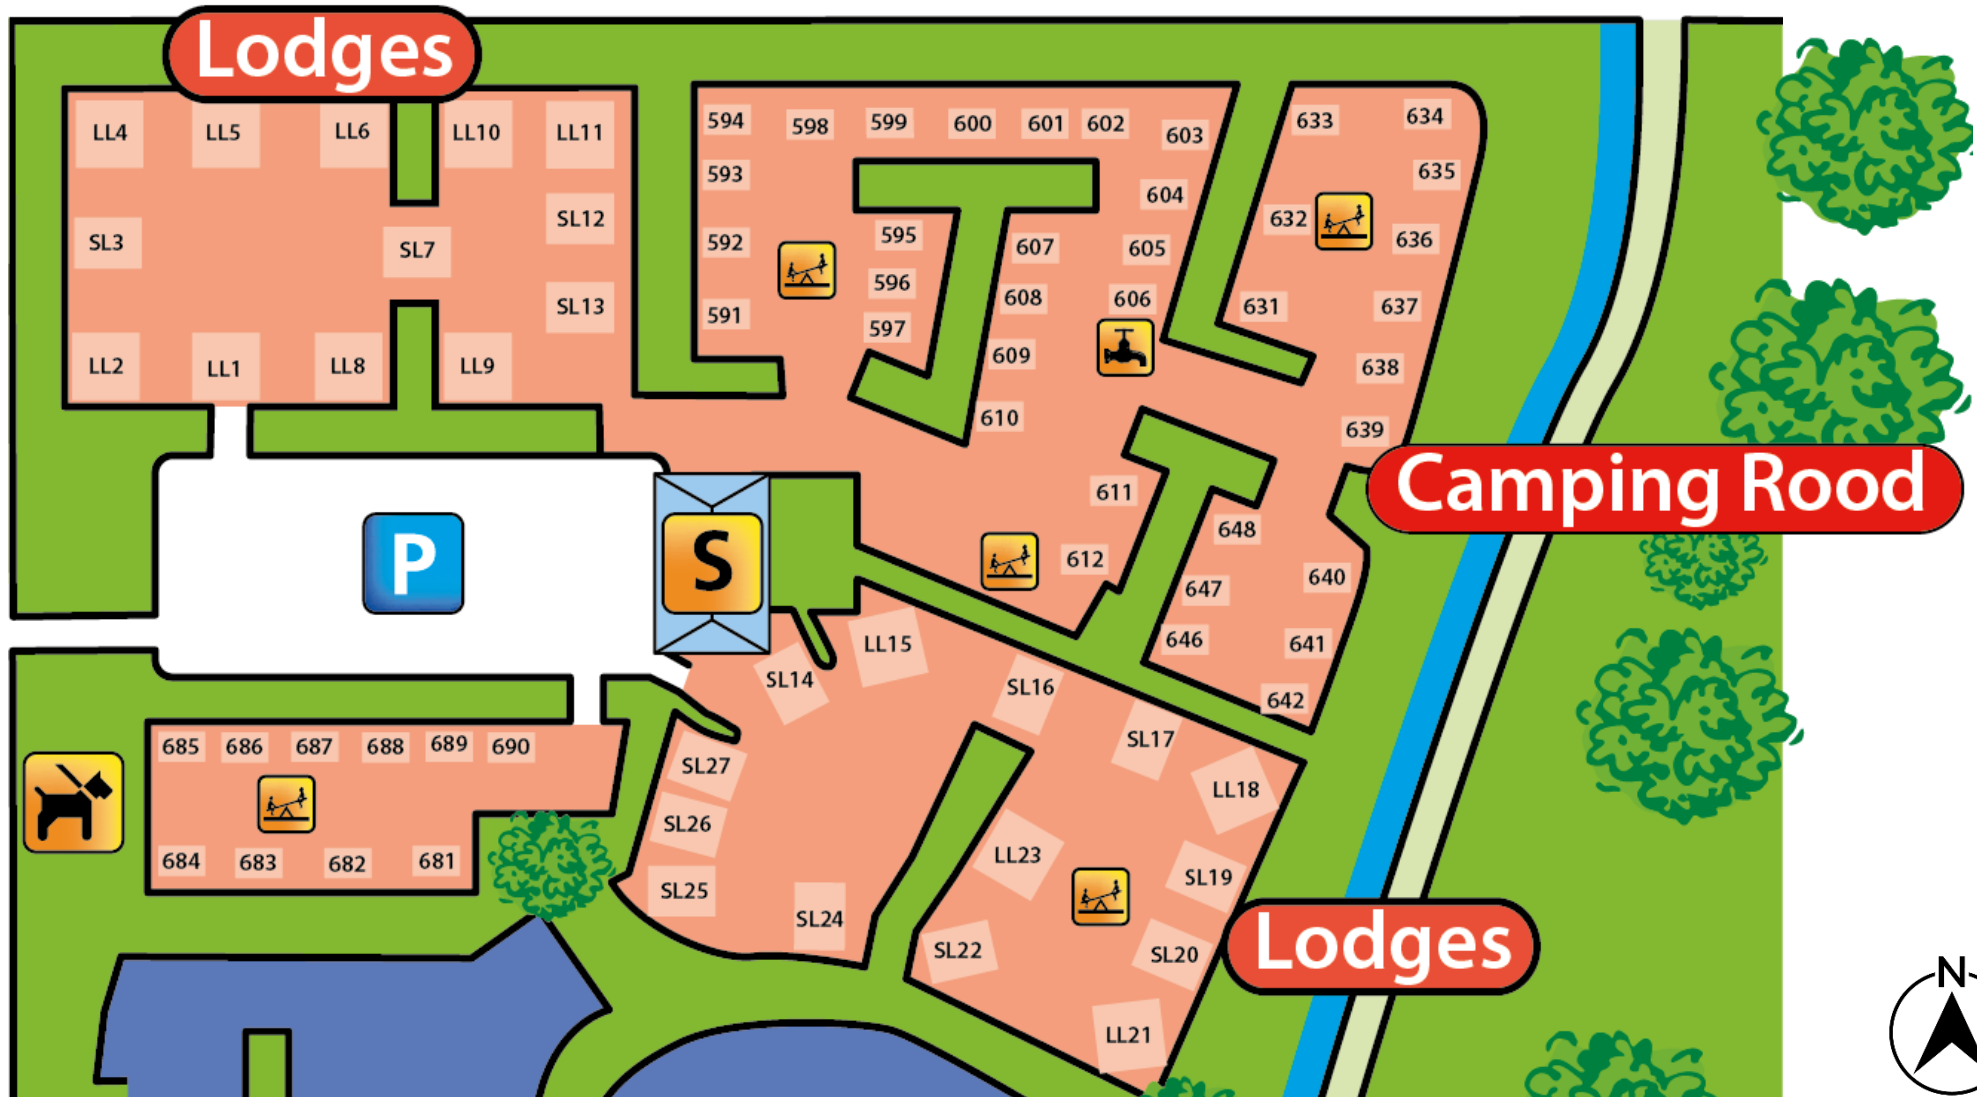 Lodges
LL4
LL5
LL6
LL10
LL11
SL3
SL7
SL12
SL13
LL2
LL1
LL8
LL9
594
598
599
600
601
602
603
593
604
592
595
607
605
596
608
606
591
597
609
610
633
634
635
632
636
631
637
638
639
Camping Rood
611
612
648
647
640
646
641
642
P
S
LL15
SL14
SL16
SL17
LL18
685
686
687
688
689
690
684
683
682
681
SL27
SL26
SL25
SL24
LL23
SL19
SL22
SL20
LL21
Lodges
N